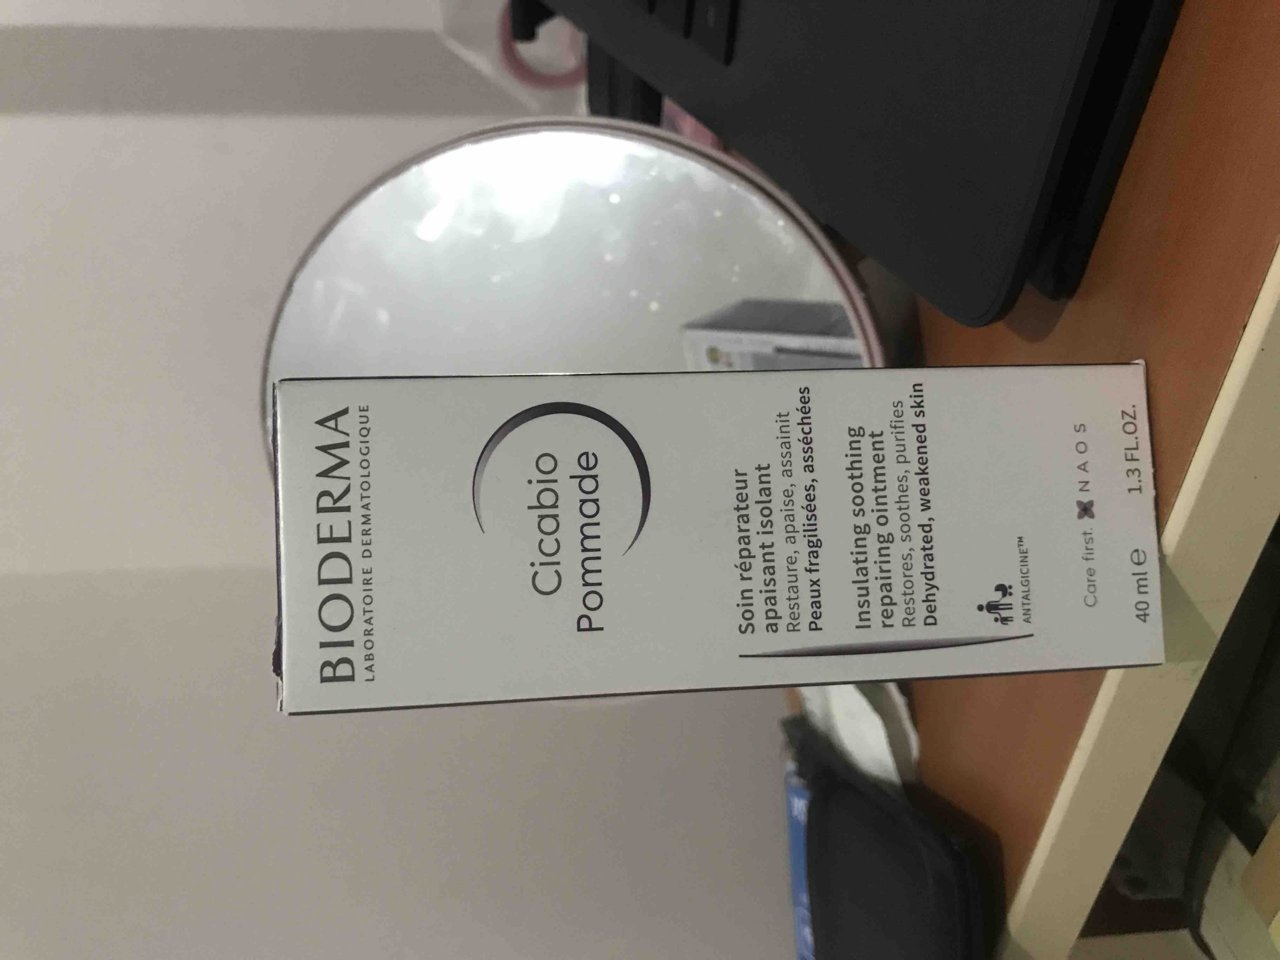 BIODERMA
LABORATOIRE DERMATOLOGIQUE
Cicabio
Pommade
Soin réparateur
apaisant isolant
Restaure, apaise, assainit
Peaux fragilisées, asséchées
Insulating soothing
repairing ointment
Restores, soothes, purifies
Dehydrated, weakened skin
ANTALGICINE™
Care first. NAOS
40 ml e 1.3 FL.OZ.